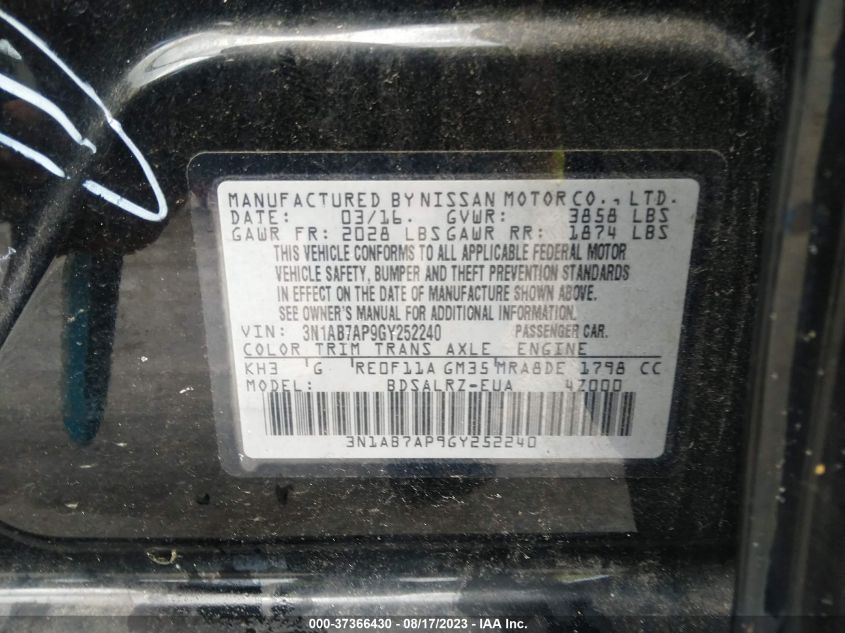 MANUFACTURED BY NISSAN MOTOR CO., LTD.
DATE: 03/16. GVWR: 3858 LBS
GAWR FR: 2028 LBS GAWR RR: 1874 LBS
THIS VEHICLE CONFORMS TO ALL APPLICABLE FEDERAL MOTOR
VEHICLE SAFETY, BUMPER AND THEFT PREVENTION STANDARDS
IN EFFECT ON THE DATE OF MANUFACTURE SHOWN ABOVE.
SEE OWNER'S MANUAL FOR ADDITIONAL INFORMATION.
VIN: 3N1AB7AP9GY252240 PASSENGER CAR.
COLOR TRIM TRANS AXLE ENGINE
KH3 G RE0F11A GM35 MRA8DE 1798 CC
MODEL: BDSALRZ-EUA 4Z000
3N1AB7AP9GY252240
000-37366430 - 08/17/2023 - IAA Inc.